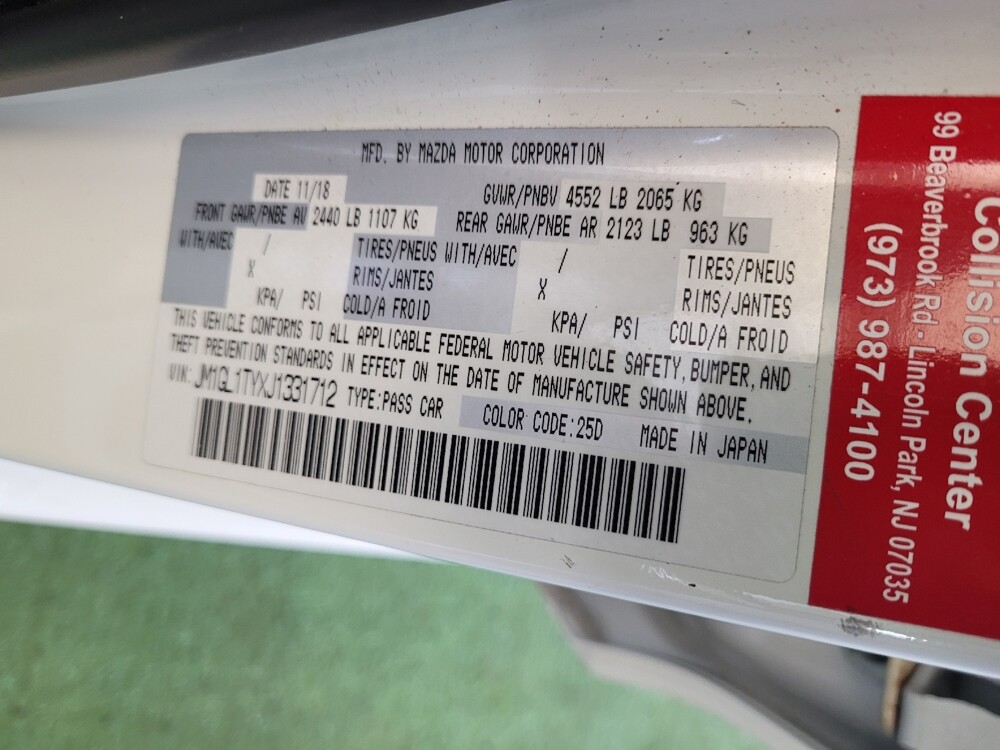 MFD. BY MAZDA MOTOR CORPORATION
DATE 11/18 GVWR/PNBV 4552 LB 2065 KG
FRONT GAWR/PNBE AV 2440 LB 1107 KG REAR GAWR/PNBE AR 2123 LB 963 KG
WITH/AVEC / TIRES/PNEUS WITH/AVEC / TIRES/PNEUS
X RIMS/JANTES X RIMS/JANTES
KPA/ PSI COLD/A FROID KPA/ PSI COLD/A FROID
THIS VEHICLE CONFORMS TO ALL APPLICABLE FEDERAL MOTOR VEHICLE SAFETY, BUMPER, AND
THEFT PREVENTION STANDARDS IN EFFECT ON THE DATE OF MANUFACTURE SHOWN ABOVE.
VIN: JM1GL1TYXJ1331712 TYPE:PASS CAR
COLOR CODE:25D MADE IN JAPAN
Collision Center
99 Beaverbrook Rd - Lincoln Park, NJ 07035
(973) 987-4100